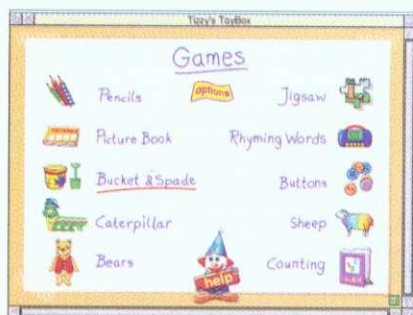 Tizzy's ToyBox
Games
Pencils
options
Jigsaw
Picture Book
Rhyming Words
Bucket & Spade
Buttons
Caterpillar
Sheep
Bears
help
Counting